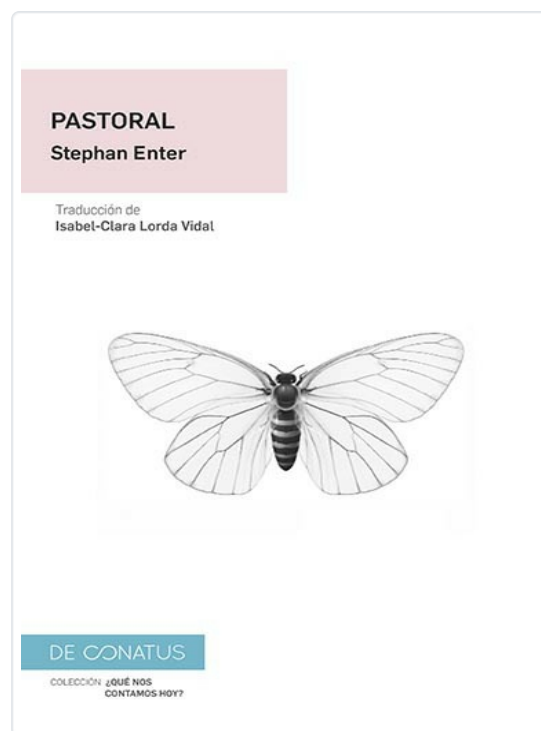 PASTORAL
Stephan Enter
Traducción de
Isabel-Clara Lorda Vidal
DE CONATUS
COLECCIÓN ¿QUÉ NOS
CONTAMOS HOY?